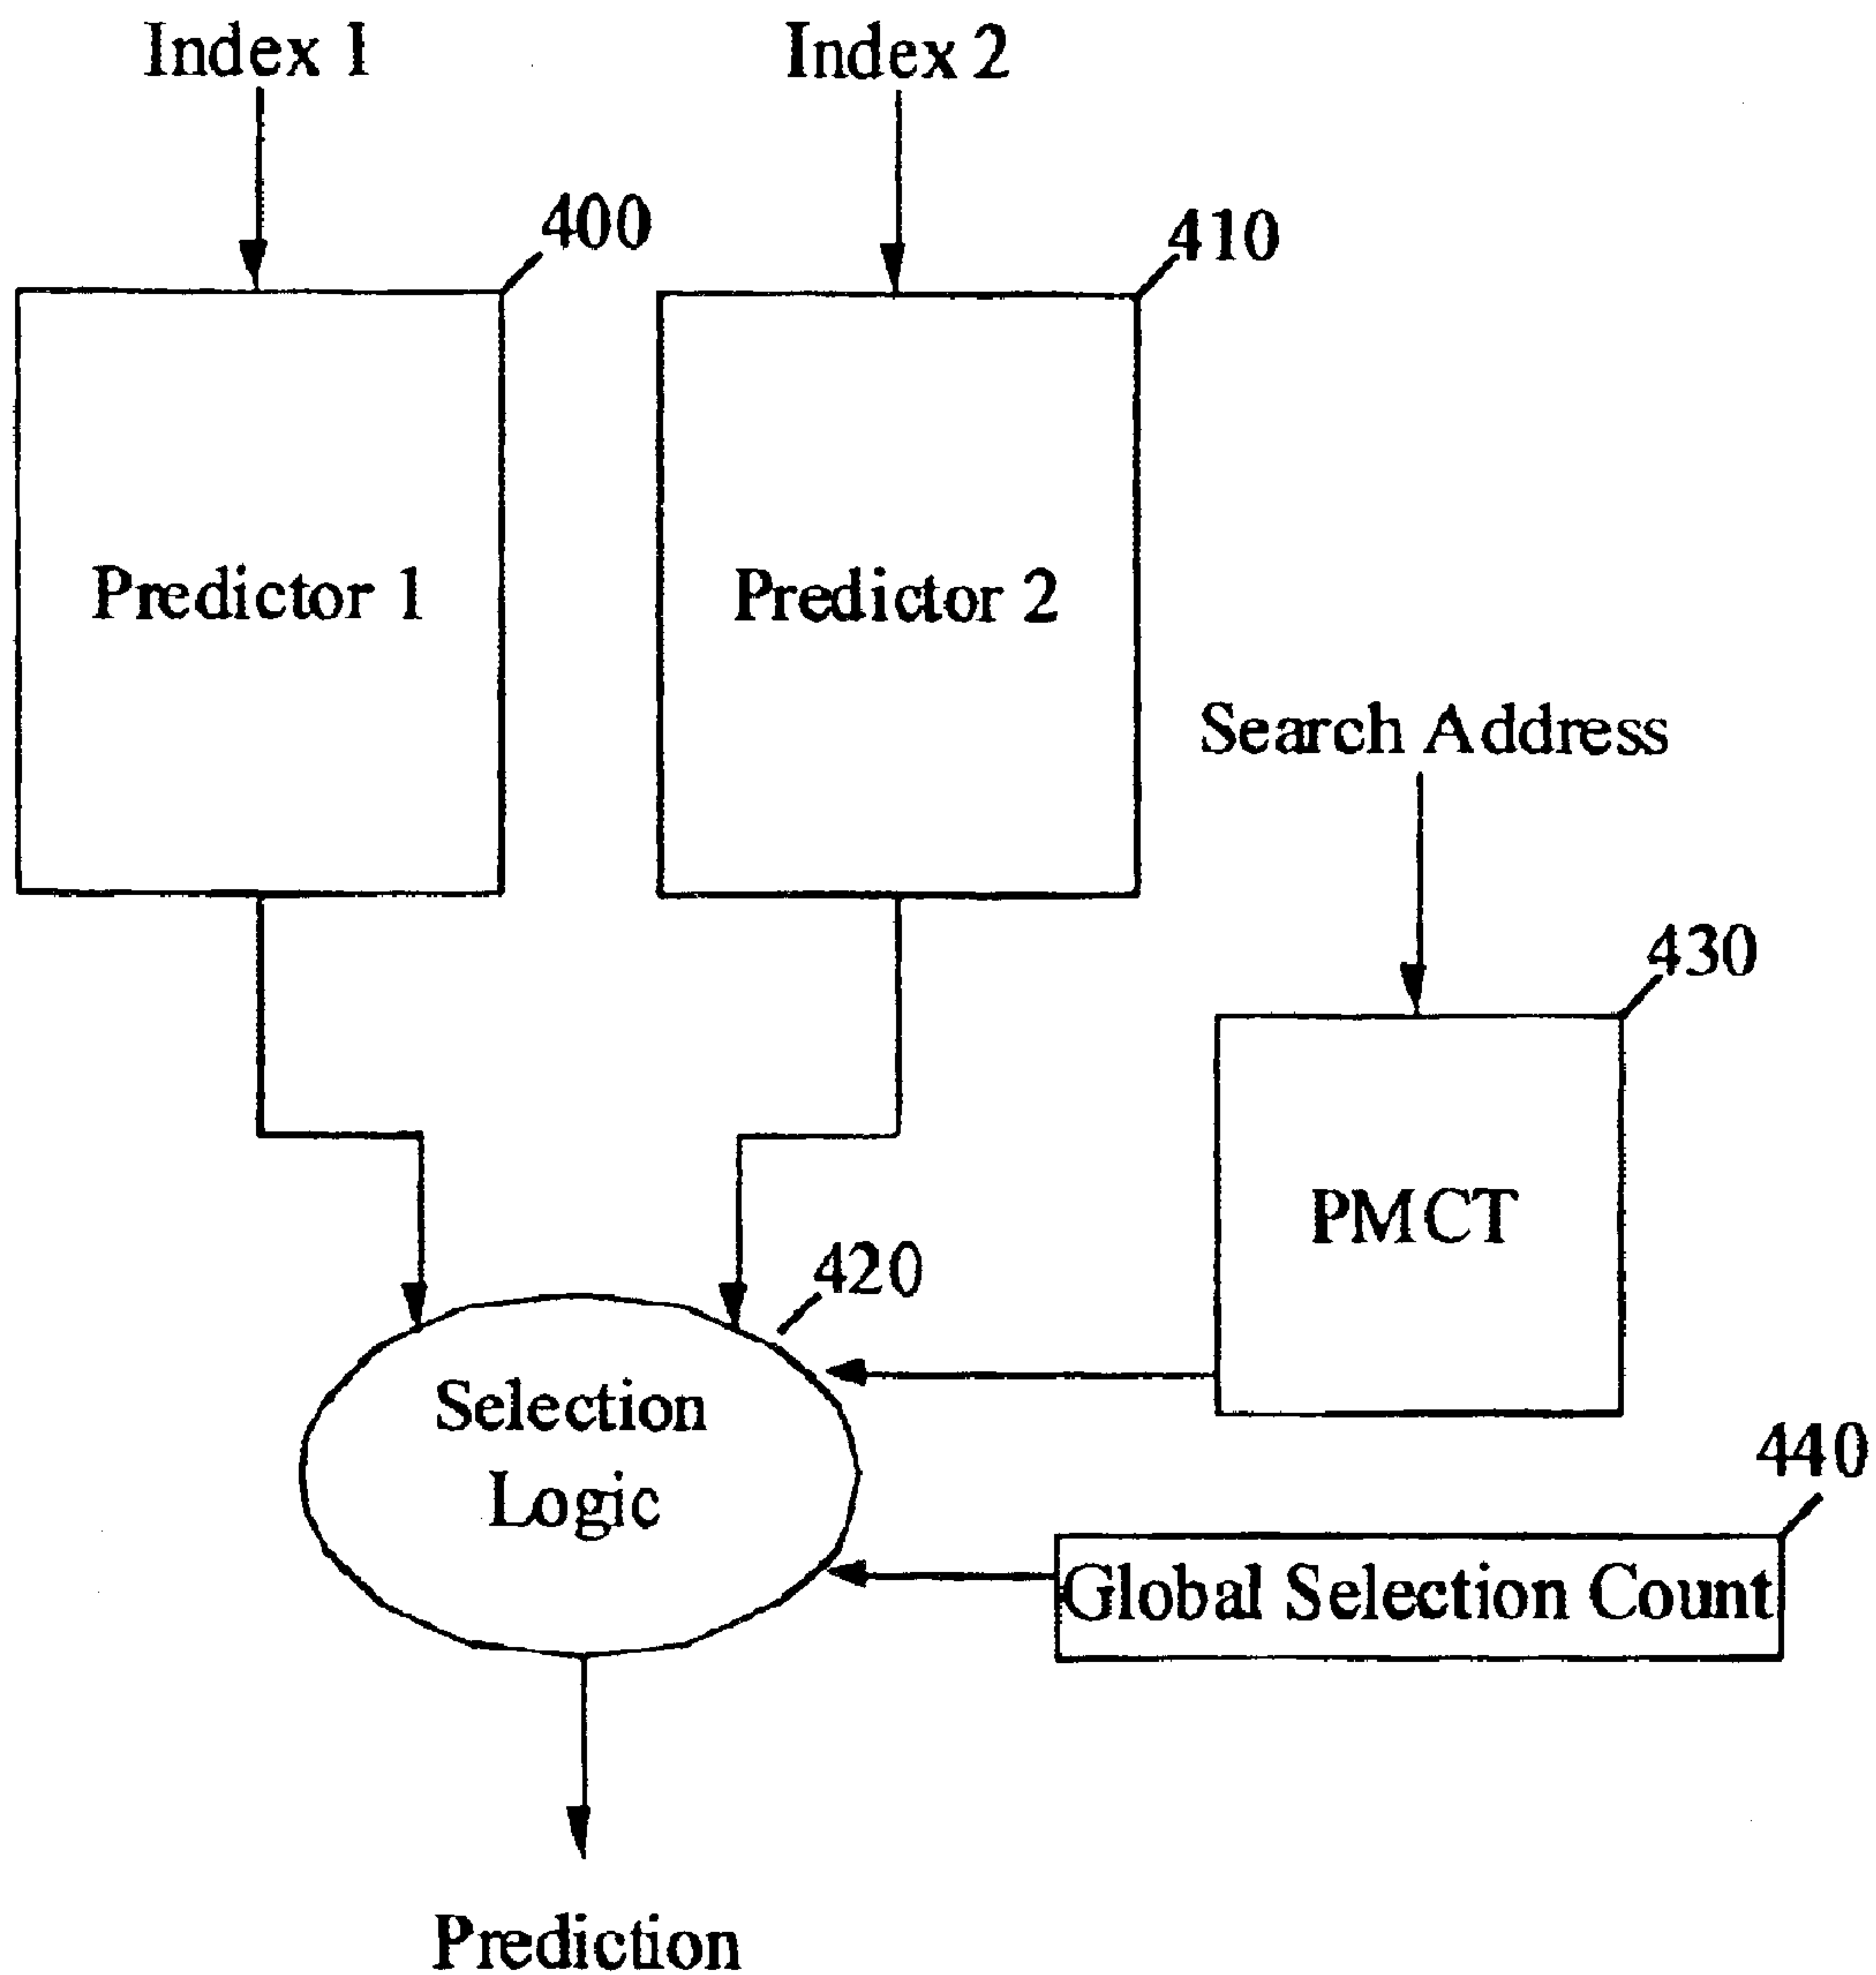 Index 1
Index 2
400
410
Predictor 1
Predictor 2
Search Address
430
PMCT
420
Selection
Logic
440
Global Selection Count
Prediction